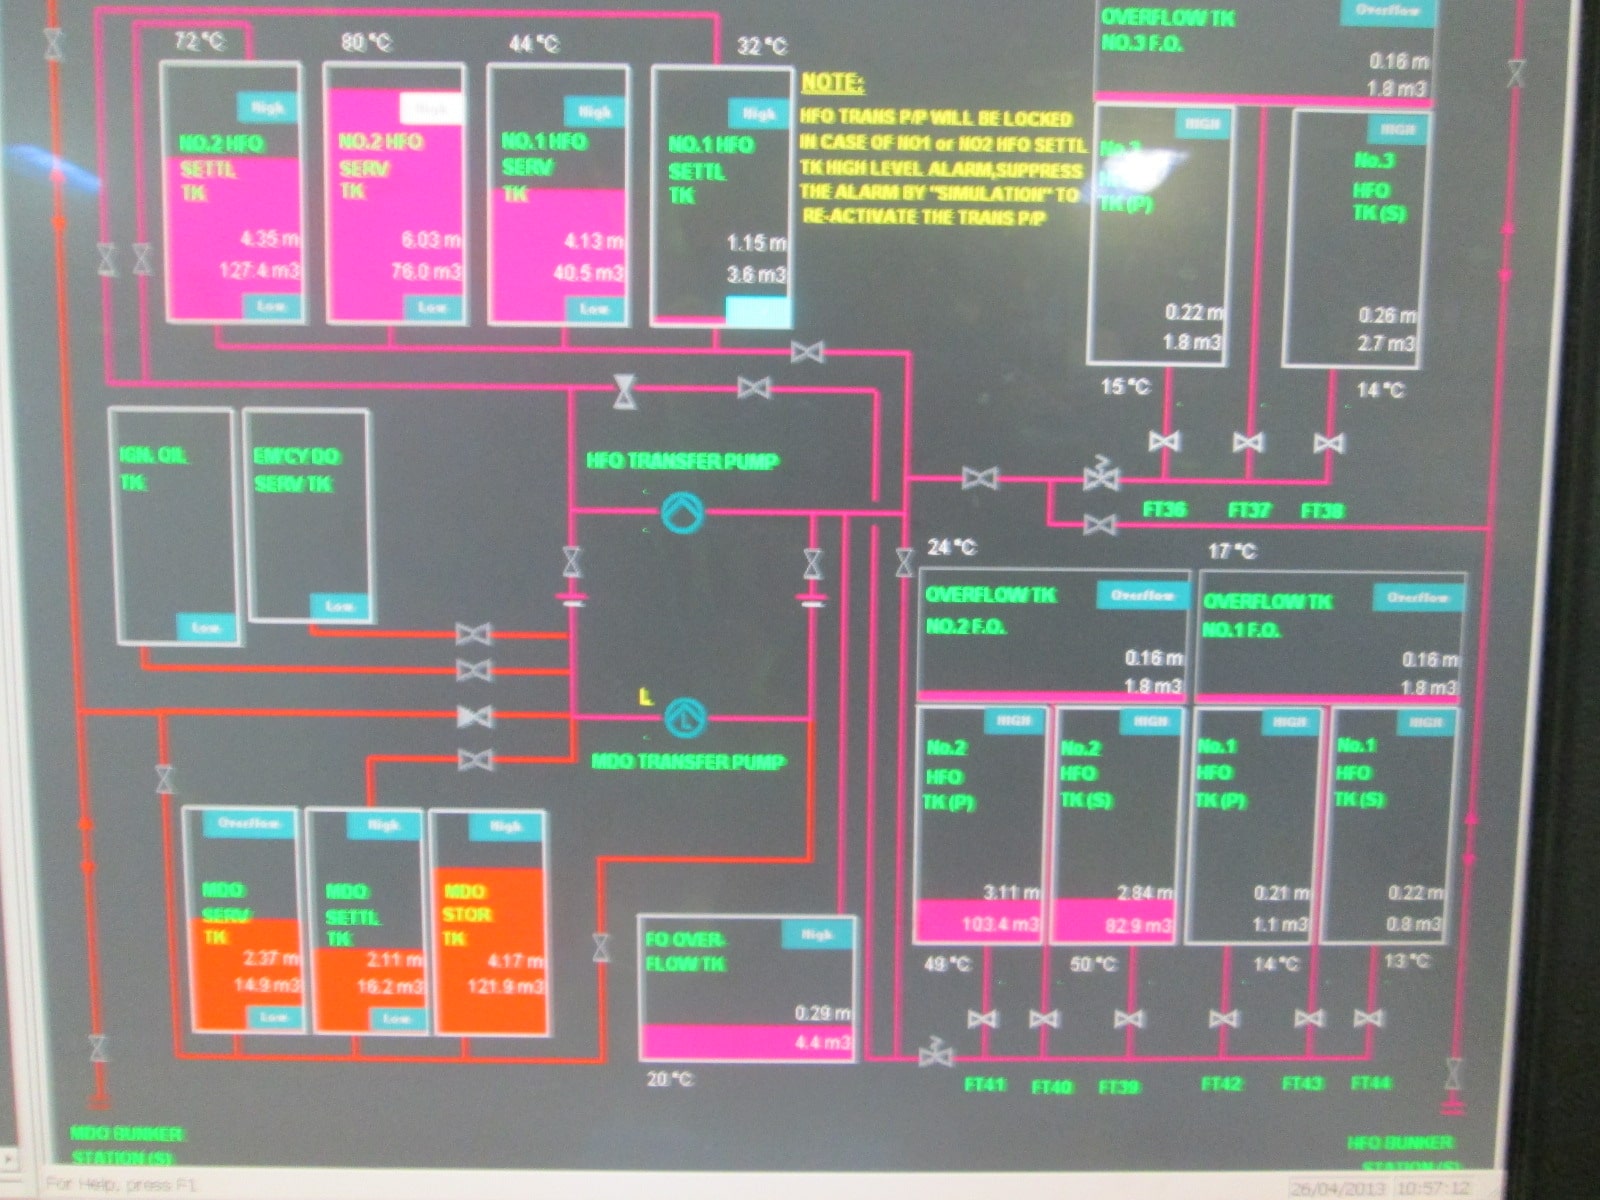 OVERFLOW TK
Overflow
NO.3 F.O.
0.16 m
1.8 m3
72 °C
80 °C
44 °C
32 °C
High
NO.2 HFO
SETTL
TK
4.35 m
127.4 m3
Low
High
NO.2 HFO
SERV
TK
6.03 m
76.0 m3
Low
High
NO.1 HFO
SERV
TK
4.13 m
40.5 m3
Low
High
NO.1 HFO
SETTL
TK
1.15 m
3.6 m3
NOTE:
HFO TRANS P/P WILL BE LOCKED
IN CASE OF NO1 or NO2 HFO SETTL
TK HIGH LEVEL ALARM,SUPPRESS
THE ALARM BY "SIMULATION" TO
RE-ACTIVATE THE TRANS P/P
HIGH
TK (P)
0.22 m
1.8 m3
15 °C
HIGH
No.3
HFO
TK (S)
0.26 m
2.7 m3
14 °C
FT36
FT37
FT38
IGN. OIL
TK
Low
EM'CY DO
SERV TK
Low
HFO TRANSFER PUMP
L
L
MDO TRANSFER PUMP
24 °C
17 °C
OVERFLOW TK
Overflow
NO.2 F.O.
0.16 m
1.8 m3
OVERFLOW TK
Overflow
NO.1 F.O.
0.16 m
1.8 m3
HIGH
No.2
HFO
TK (P)
3.11 m
103.4 m3
49 °C
HIGH
No.2
HFO
TK (S)
2.84 m
82.9 m3
50 °C
HIGH
No.1
HFO
TK (P)
0.21 m
1.1 m3
14 °C
HIGH
No.1
HFO
TK (S)
0.22 m
0.8 m3
13 °C
FT41
FT40
FT39
FT42
FT43
FT44
Overflow
MDO
SERV
TK
2.37 m
14.9 m3
Low
High
MDO
SETTL
TK
2.11 m
16.2 m3
Low
High
MDO
STOR
TK
4.17 m
121.9 m3
High
FO OVER-
FLOW TK
0.29 m
4.4 m3
20 °C
MDO BUNKER
STATION (S)
HFO BUNKER
STATION (S)
For Help, press F1
26/04/2013 10:57:12